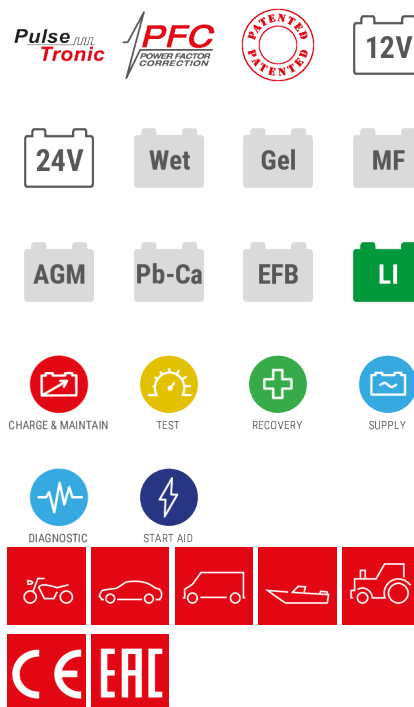 Pulse
Tronic
PFC
POWER FACTOR
CORRECTION
PATENTED
PATENTED
12V
24V
Wet
Gel
MF
AGM
Pb-Ca
EFB
LI
CHARGE & MAINTAIN
TEST
RECOVERY
SUPPLY
DIAGNOSTIC
START AID
CE
EAC